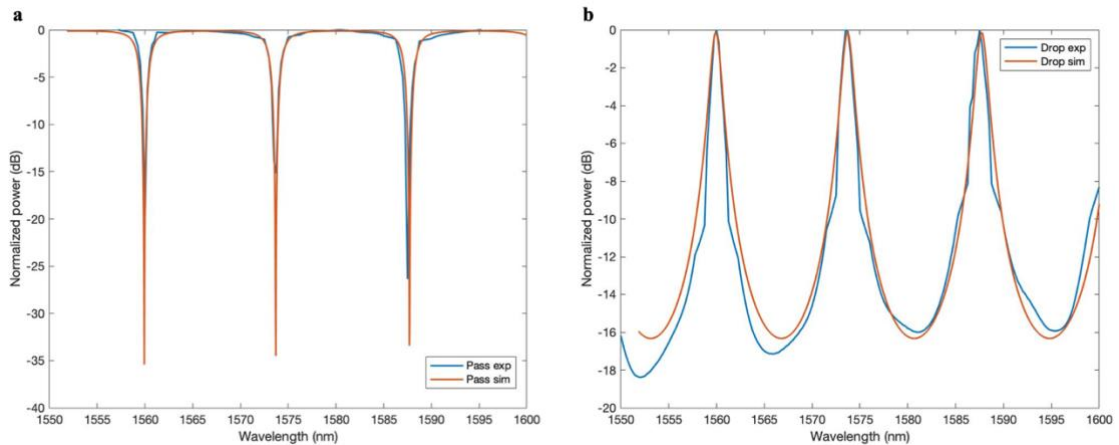 a
0
-5
-10
-15
-20
-25
-30
-35
-40
Normalized power (dB)
1550 1555 1560 1565 1570 1575 1580 1585 1590 1595 1600
Wavelength (nm)
Pass exp
Pass sim
b
0
-2
-4
-6
-8
-10
-12
-14
-16
-18
-20
Normalized power (dB)
1550 1555 1560 1565 1570 1575 1580 1585 1590 1595 1600
Wavelength (nm)
Drop exp
Drop sim